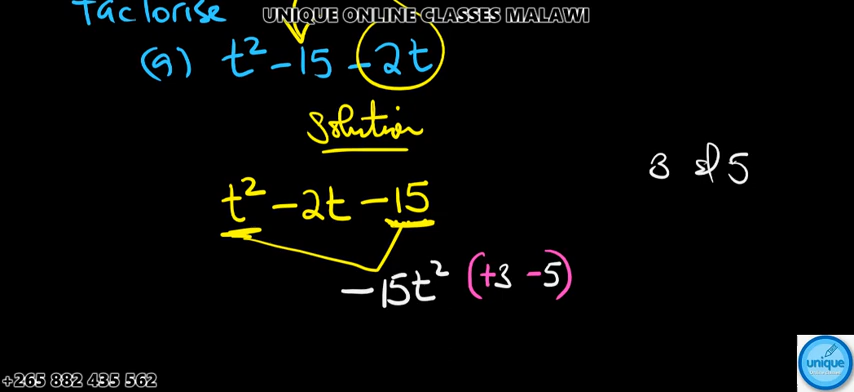 Factorise
UNIQUE ONLINE CLASSES MALAWI
(a) t² - 15 - 2t
Solution
3 & 5
t² - 2t - 15
-15t² (+3 -5)
unique
+265 882 435 562